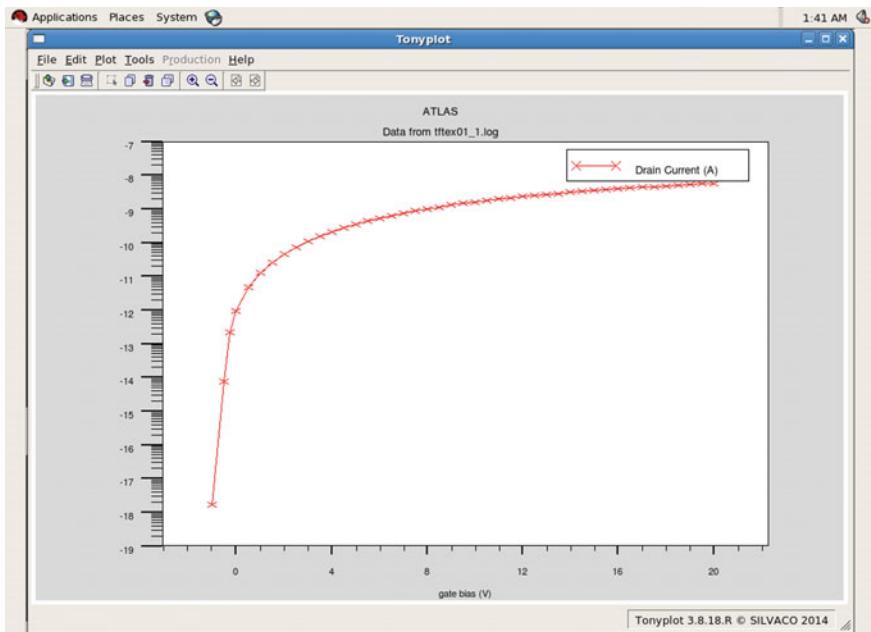 Applications Places System 1:41 AM
Tonyplot
File Edit Plot Tools Production Help
ATLAS
Data from tftex01_1.log
Drain Current (A)
-7
-8
-9
-10
-11
-12
-13
-14
-15
-16
-17
-18
-19
0 4 8 12 16 20
gate bias (V)
Tonyplot 3.8.18.R © SILVACO 2014